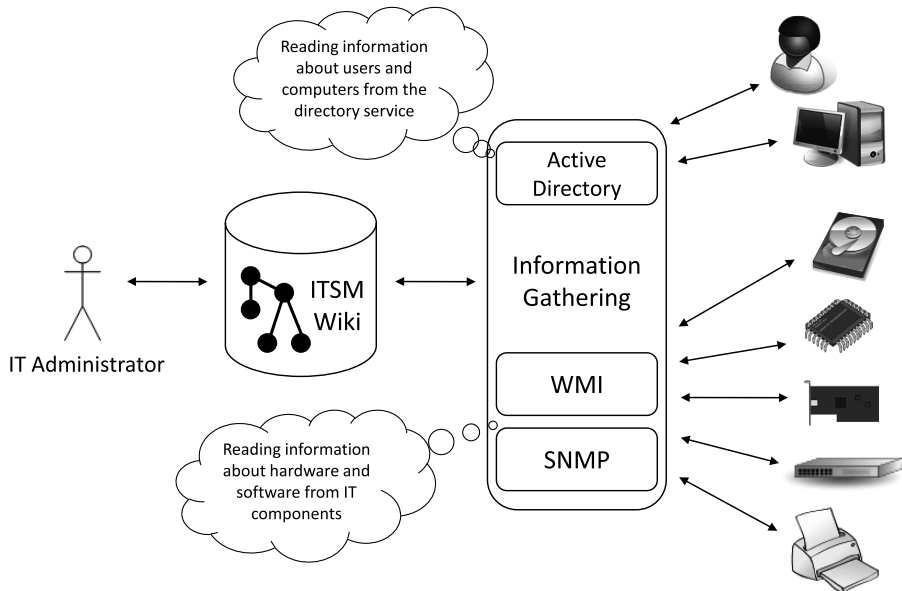 Reading information
about users and
computers from the
directory service
Active
Directory
Information
Gathering
ITSM
Wiki
IT Administrator
WMI
SNMP
Reading information
about hardware and
software from IT
components